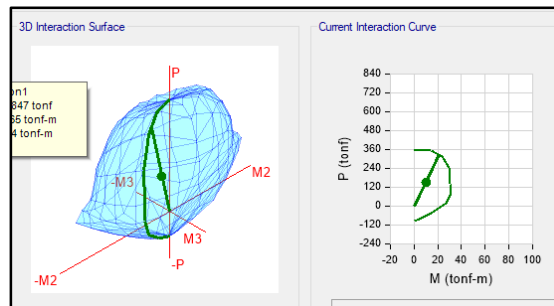 3D Interaction Surface
Current Interaction Curve
on1
847 tonf
65 tonf-m
4 tonf-m
P
M2
-M3
M3
-M2
-P
P (tonf)
840
720
600
480
360
240
120
0
-120
-240
-20 0 20 40 60 80 100
M (tonf-m)